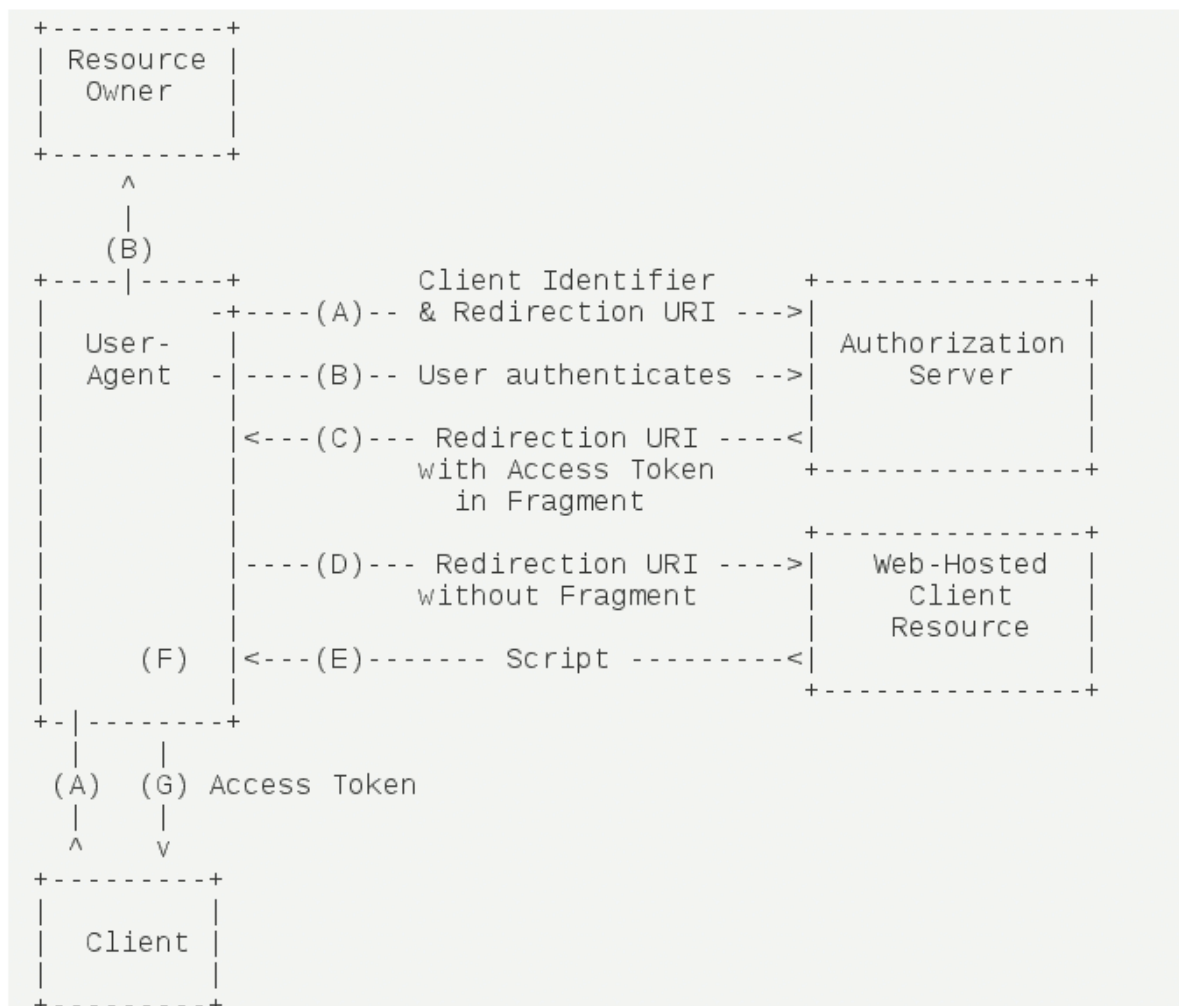 +----------+
| Resource |
|  Owner   |
|          |
+----------+
     ^
     |
    (B)
+----|-----+          Client Identifier     +---------------+
|         -+----(A)-- & Redirection URI --->|               |
|  User-   |                                | Authorization |
|  Agent  -|----(B)-- User authenticates -->|     Server    |
|          |                                |               |
|          |<---(C)--- Redirection URI ----<|               |
|          |          with Access Token     +---------------+
|          |            in Fragment
|          |                                +---------------+
|          |----(D)--- Redirection URI ---->|   Web-Hosted  |
|          |          without Fragment      |     Client    |
|          |                                |    Resource   |
|     (F)  |<---(E)------- Script ---------<|               |
|          |                                +---------------+
+-|--------+
  |    |
 (A)  (G) Access Token
  |    |
  ^    v
+---------+
|         |
|  Client |
|         |
+---------+